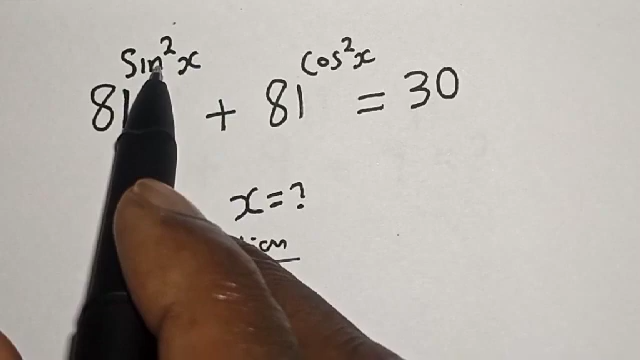 81^sin²x + 81^cos²x = 30
x = ?